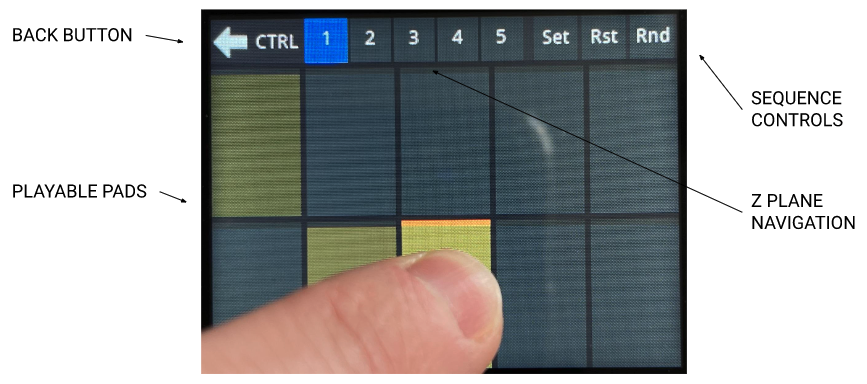 BACK BUTTON
CTRL 1 2 3 4 5 Set Rst Rnd
SEQUENCE
CONTROLS
PLAYABLE PADS
Z PLANE
NAVIGATION